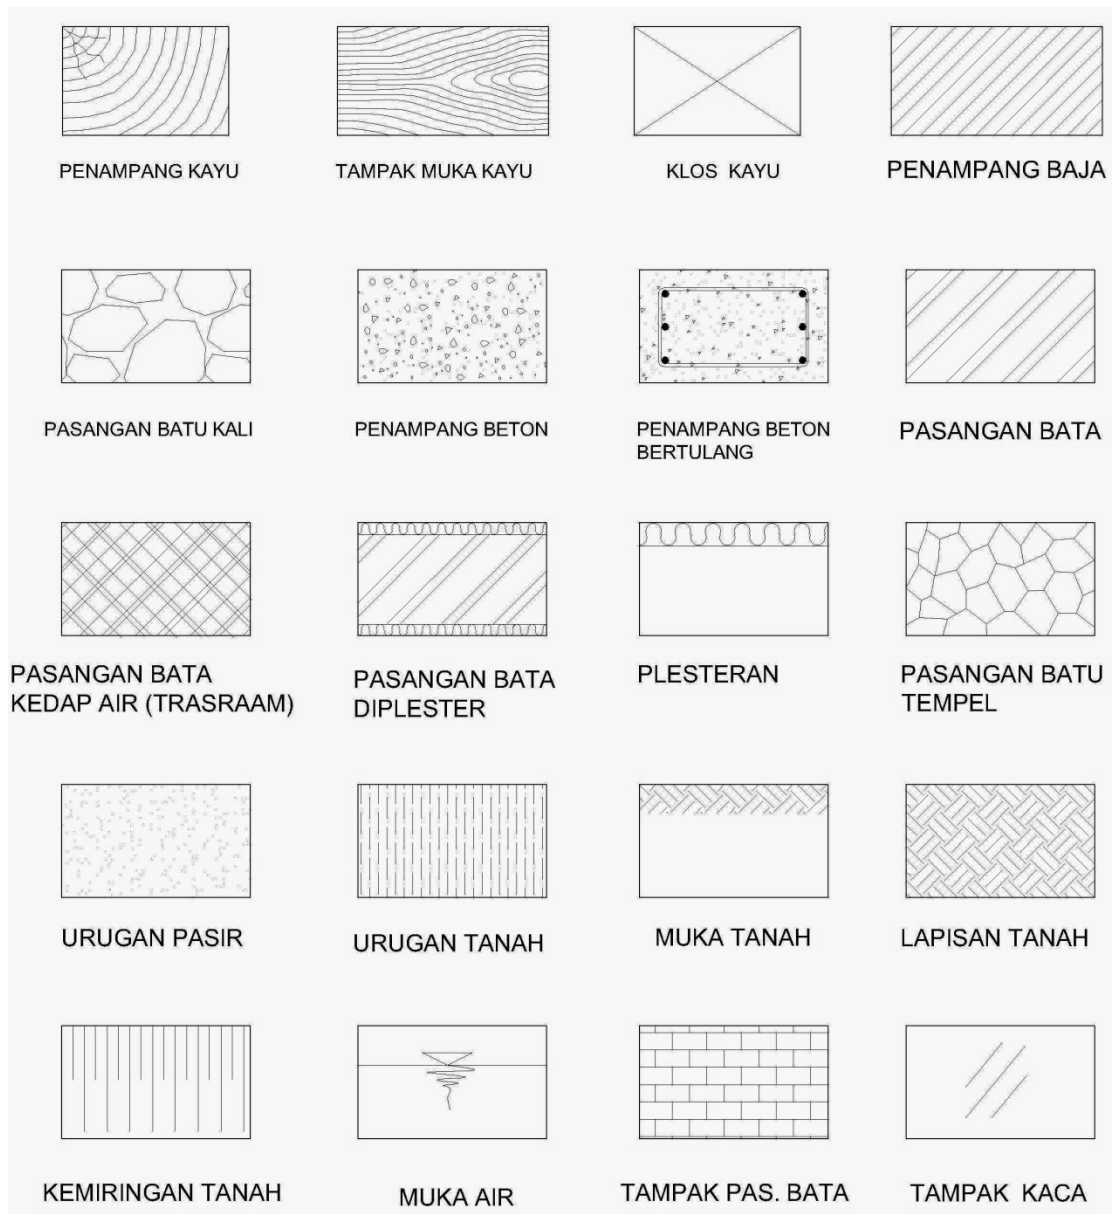 PENAMPANG KAYU
TAMPAK MUKA KAYU
KLOS KAYU
PENAMPANG BAJA
PASANGAN BATU KALI
PENAMPANG BETON
PENAMPANG BETON
BERTULANG
PASANGAN BATA
PASANGAN BATA
KEDAP AIR (TRASRAAM)
PASANGAN BATA
DIPLESTER
PLESTERAN
PASANGAN BATU
TEMPEL
URUGAN PASIR
URUGAN TANAH
MUKA TANAH
LAPISAN TANAH
KEMIRINGAN TANAH
MUKA AIR
TAMPAK PAS. BATA
TAMPAK KACA